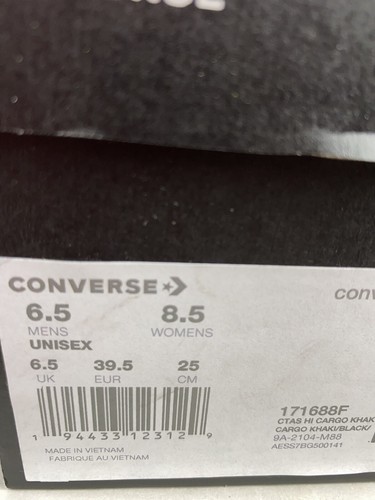 CONVERSE
conv
6.5 8.5
MENS WOMENS
UNISEX
6.5 39.5 25
UK EUR CM
1 94433 12312 9
171688F
CTAS HI CARGO KHAK
CARGO KHAKI/BLACK/
9A-2104-M88
AESS7BG500141
MADE IN VIETNAM
FABRIQUE AU VIETNAM